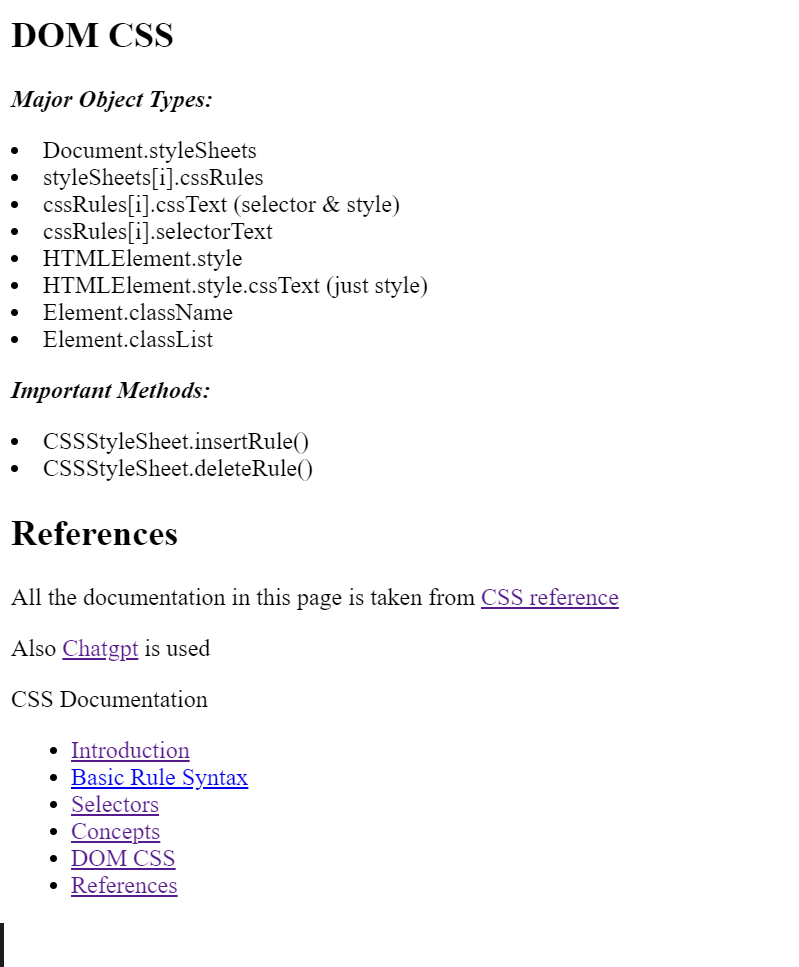 DOM CSS
Major Object Types:
• Document.styleSheets
• styleSheets[i].cssRules
• cssRules[i].cssText (selector & style)
• cssRules[i].selectorText
• HTMLElement.style
• HTMLElement.style.cssText (just style)
• Element.className
• Element.classList
Important Methods:
• CSSStyleSheet.insertRule()
• CSSStyleSheet.deleteRule()
References
All the documentation in this page is taken from CSS reference
Also Chatgpt is used
CSS Documentation
• Introduction
• Basic Rule Syntax
• Selectors
• Concepts
• DOM CSS
• References